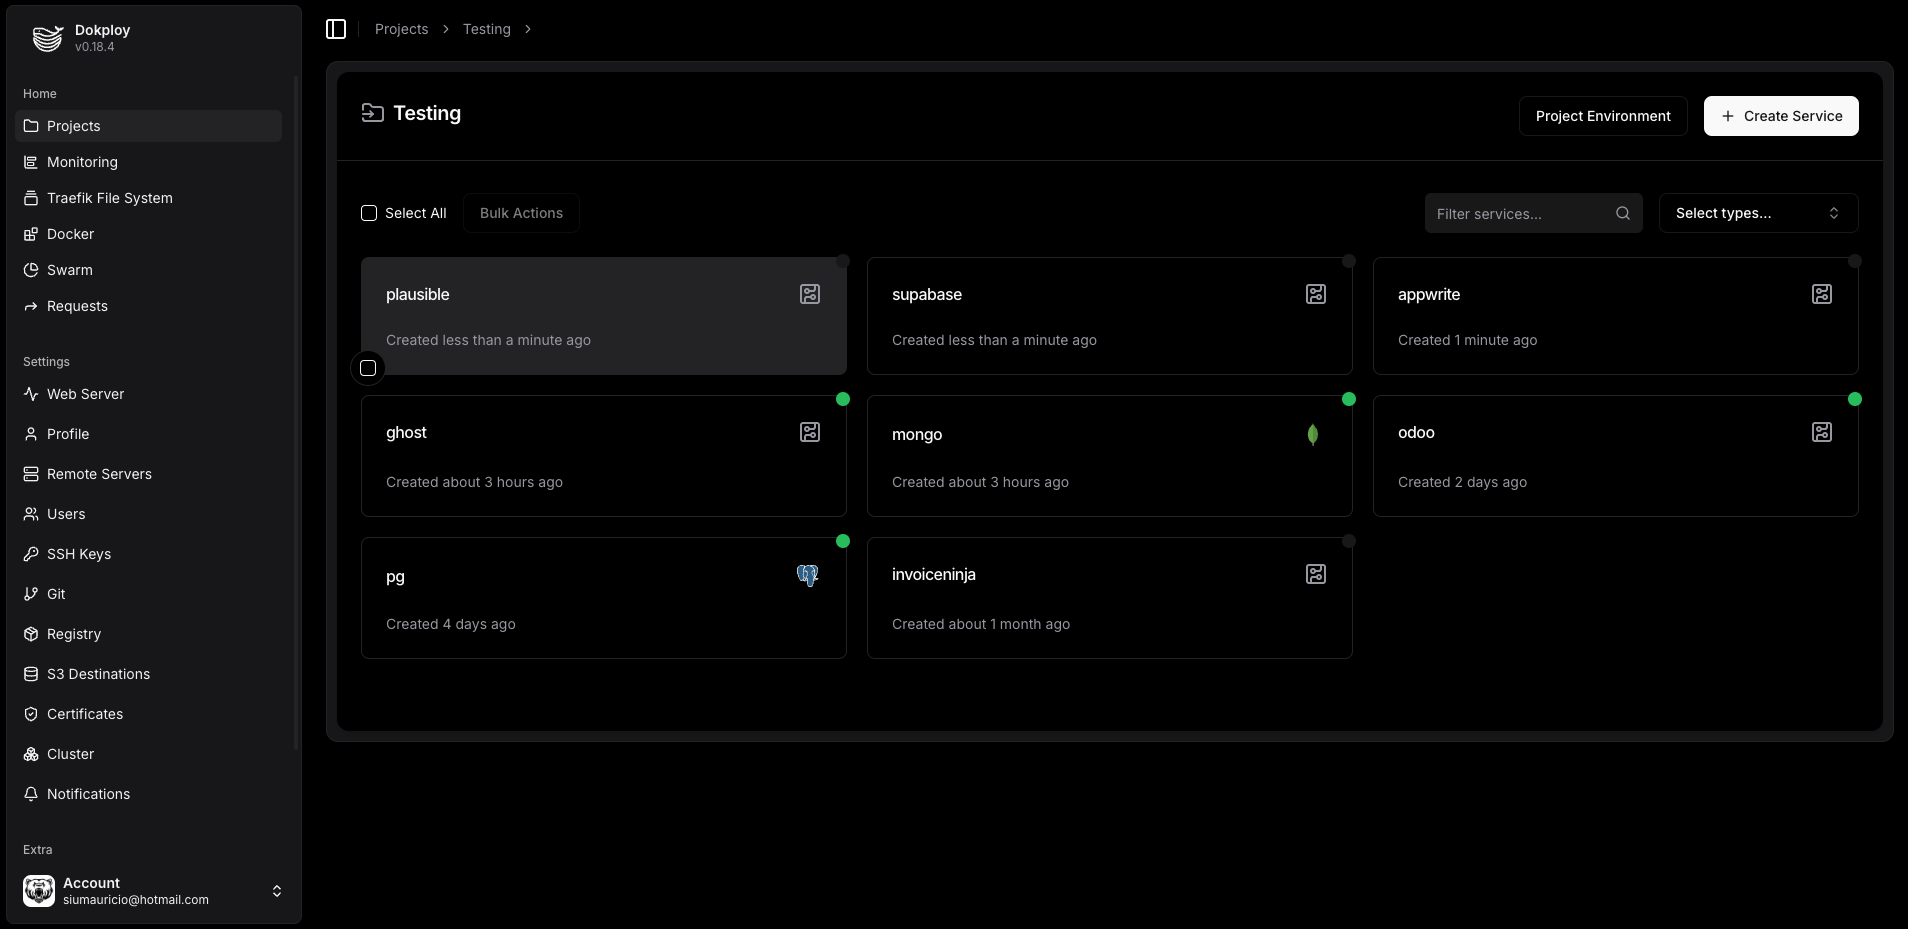 Dokploy
v0.18.4
Home
Projects
Monitoring
Traefik File System
Docker
Swarm
Requests
Settings
Web Server
Profile
Remote Servers
Users
SSH Keys
Git
Registry
S3 Destinations
Certificates
Cluster
Notifications
Extra
Account
siumauricio@hotmail.com
Projects > Testing >
Testing
Project Environment
+ Create Service
Select All
Bulk Actions
Filter services...
Select types...
plausible
Created less than a minute ago
supabase
Created less than a minute ago
appwrite
Created 1 minute ago
ghost
Created about 3 hours ago
mongo
Created about 3 hours ago
odoo
Created 2 days ago
pg
Created 4 days ago
invoiceninja
Created about 1 month ago